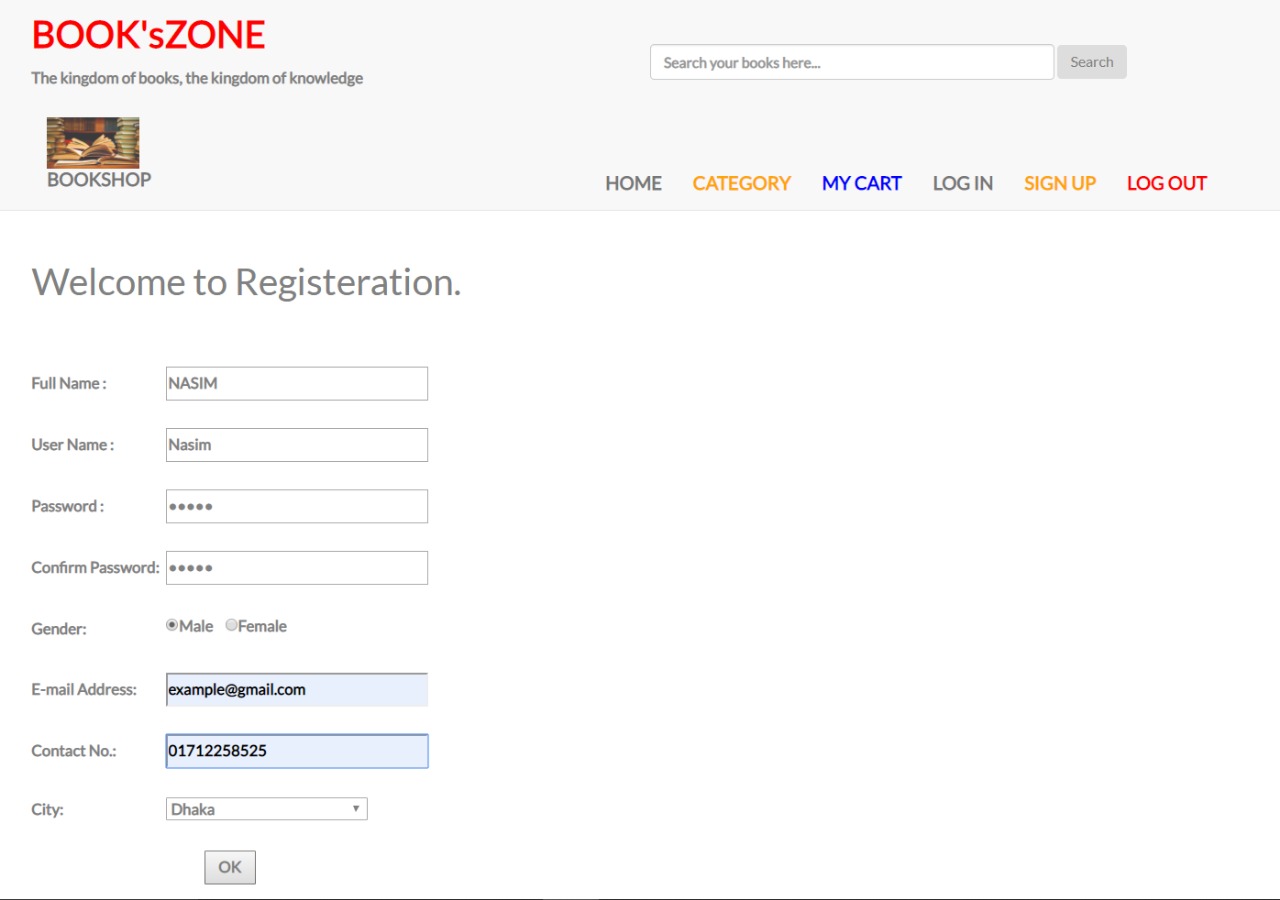 BOOK'sZONE
The kingdom of books, the kingdom of knowledge
Search your books here...
Search
BOOKSHOP
HOME CATEGORY MY CART LOG IN SIGN UP LOG OUT
Welcome to Registeration.
Full Name : NASIM
User Name : Nasim
Password : •••••
Confirm Password: •••••
Gender: Male Female
E-mail Address: example@gmail.com
Contact No.: 01712258525
City: Dhaka
OK